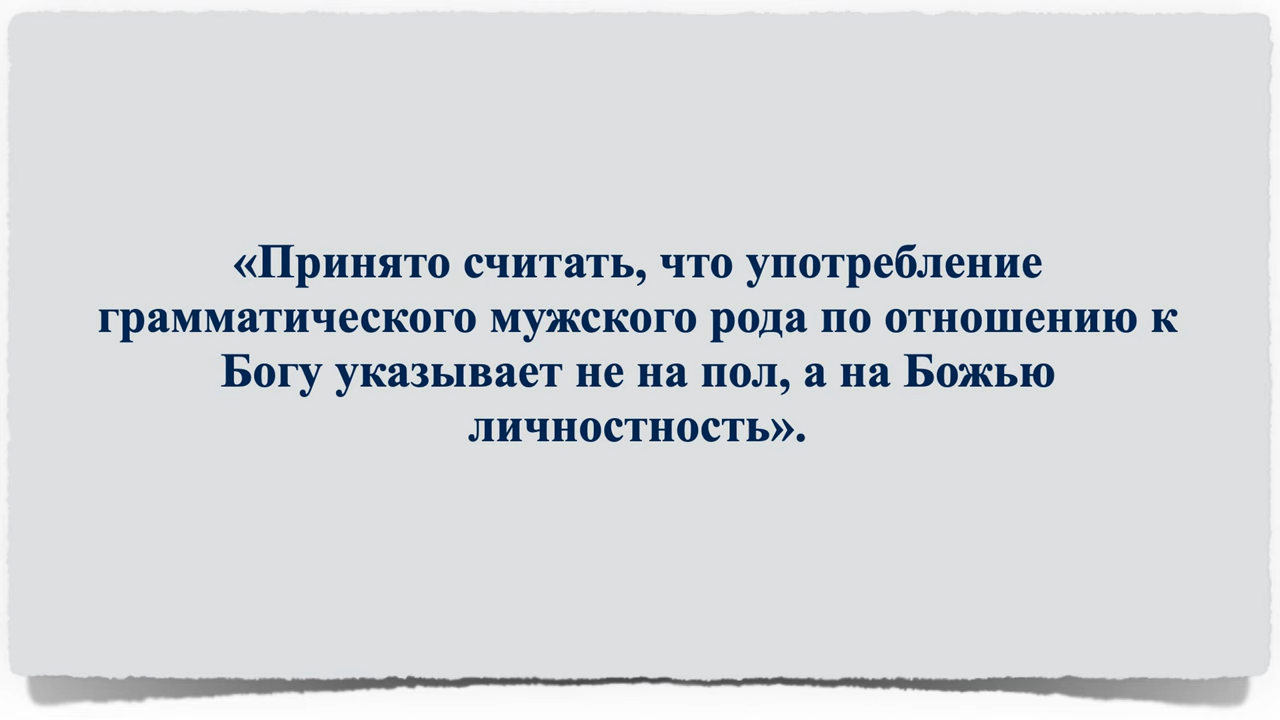 «Принято считать, что употребление
грамматического мужского рода по отношению к
Богу указывает не на пол, а на Божью
личностность».